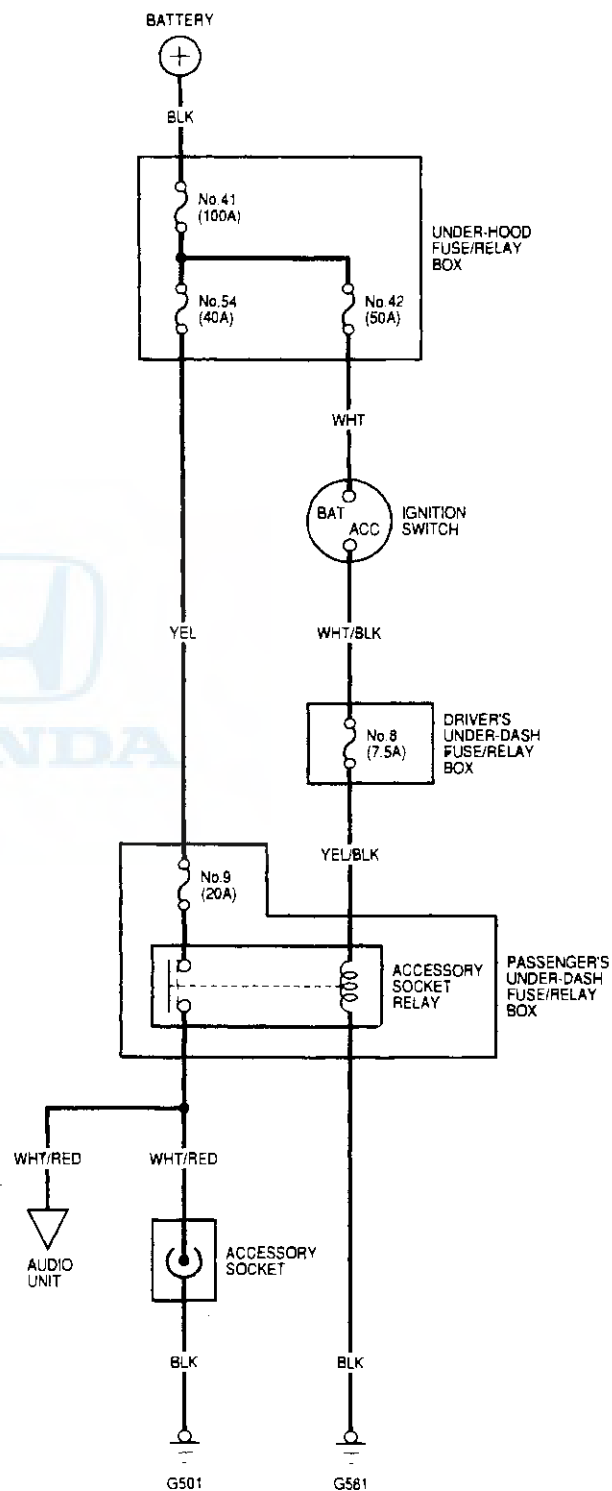 BATTERY
BLK
No.41
(100A)
UNDER-HOOD
FUSE/RELAY
BOX
No.54
(40A)
No.42
(50A)
WHT
BAT
ACC
IGNITION
SWITCH
YEL
WHT/BLK
No.8
(7.5A)
DRIVER'S
UNDER-DASH
FUSE/RELAY
BOX
NDA
YEL/BLK
No.9
(20A)
ACCESSORY
SOCKET
RELAY
PASSENGER'S
UNDER-DASH
FUSE/RELAY
BOX
WHT/RED
WHT/RED
AUDIO
UNIT
ACCESSORY
SOCKET
BLK
BLK
G501
G581